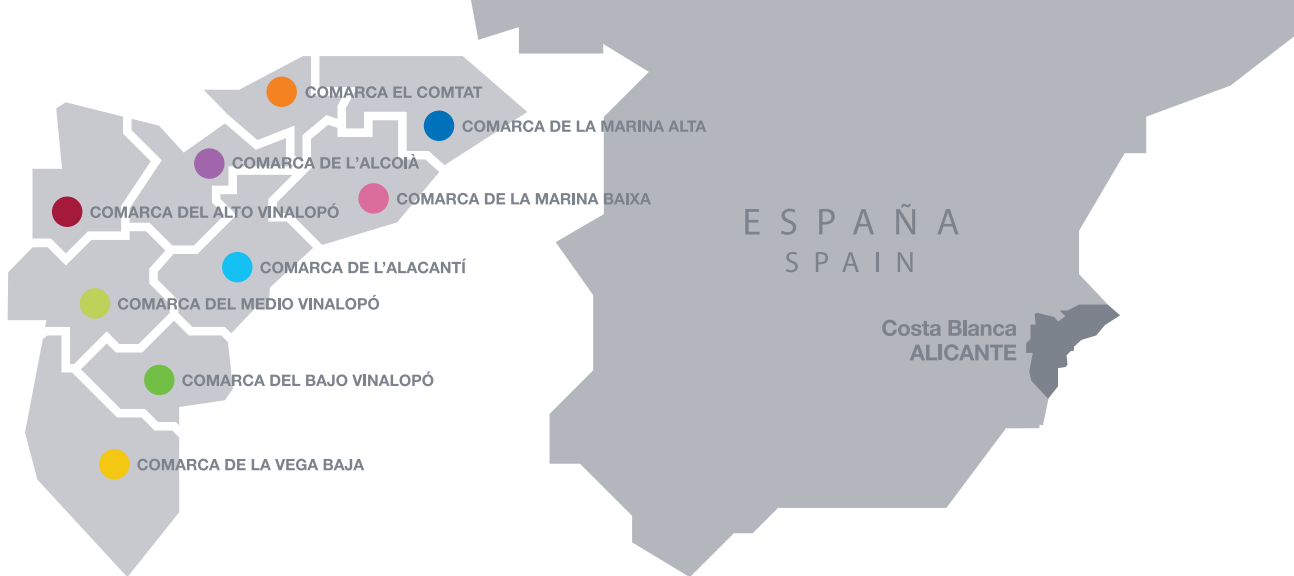 COMARCA EL COMTAT
COMARCA DE LA MARINA ALTA
COMARCA DE L'ALCOIÀ
COMARCA DE LA MARINA BAIXA
COMARCA DEL ALTO VINALOPÓ
COMARCA DE L'ALACANTÍ
COMARCA DEL MEDIO VINALOPÓ
COMARCA DEL BAJO VINALOPÓ
COMARCA DE LA VEGA BAJA
ESPAÑA
SPAIN
Costa Blanca
ALICANTE